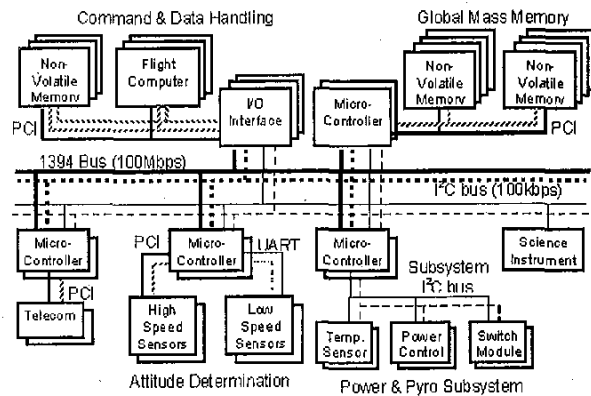 Command & Data Handling
Global Mass Memory
Non-
Volatile
Memory
Flight
Computer
I/O
Interface
Micro-
Controller
Non-
Volatile
Memory
Non-
Volatile
Memory
PCI
PCI
1394 Bus (100Mbps)
I²C bus (100kbps)
Micro-
Controller
PCI
Micro-
Controller
UART
Micro-
Controller
Science
Instrument
PCI
Telecom
High
Speed
Sensors
Low
Speed
Sensors
Subsystem
I²C bus
Temp.
Sensor
Power
Control
Switch
Module
Attitude Determination
Power & Pyro Subsystem